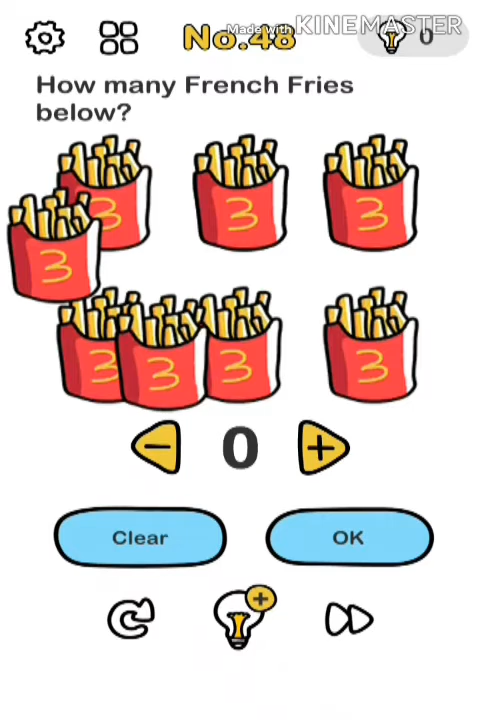 No.48
Made with KINEMASTER
0
How many French Fries
below?
3 3 3
3
3 3 3 3
0
Clear OK